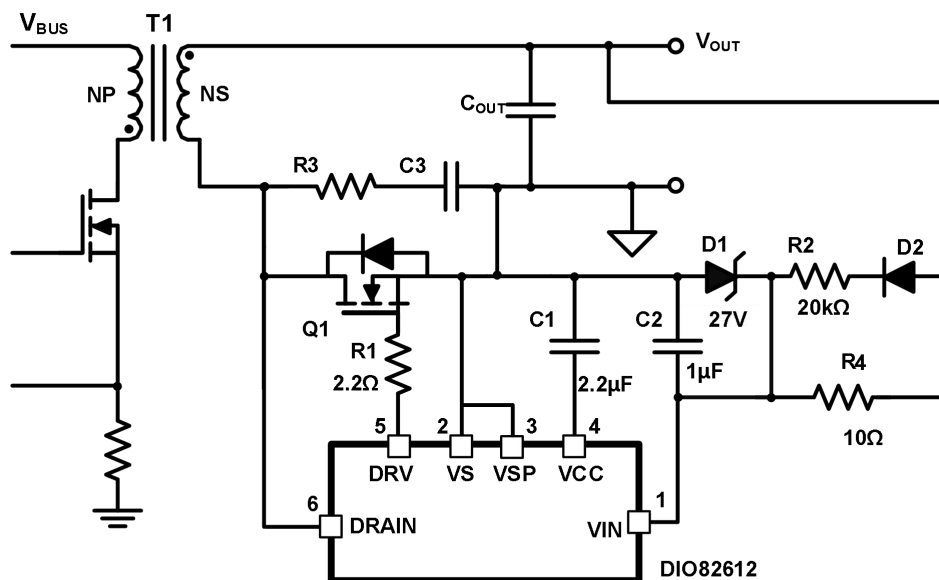 VBUS
T1
VOUT
NP
NS
COUT
R3
C3
D1
R2
D2
27V
20kΩ
Q1
C1
C2
R1
2.2Ω
2.2µF
1µF
R4
10Ω
5
2
3
4
DRV
VS
VSP
VCC
6
DRAIN
1
VIN
DIO82612